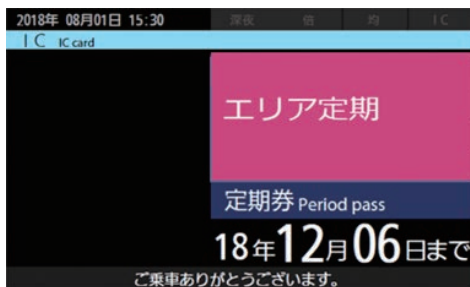 2018年 08月01日 15:30 深夜 倍 均 IC
IC IC card
エリア定期
定期券 Period pass
18年12月06日まで
ご乗車ありがとうございます。